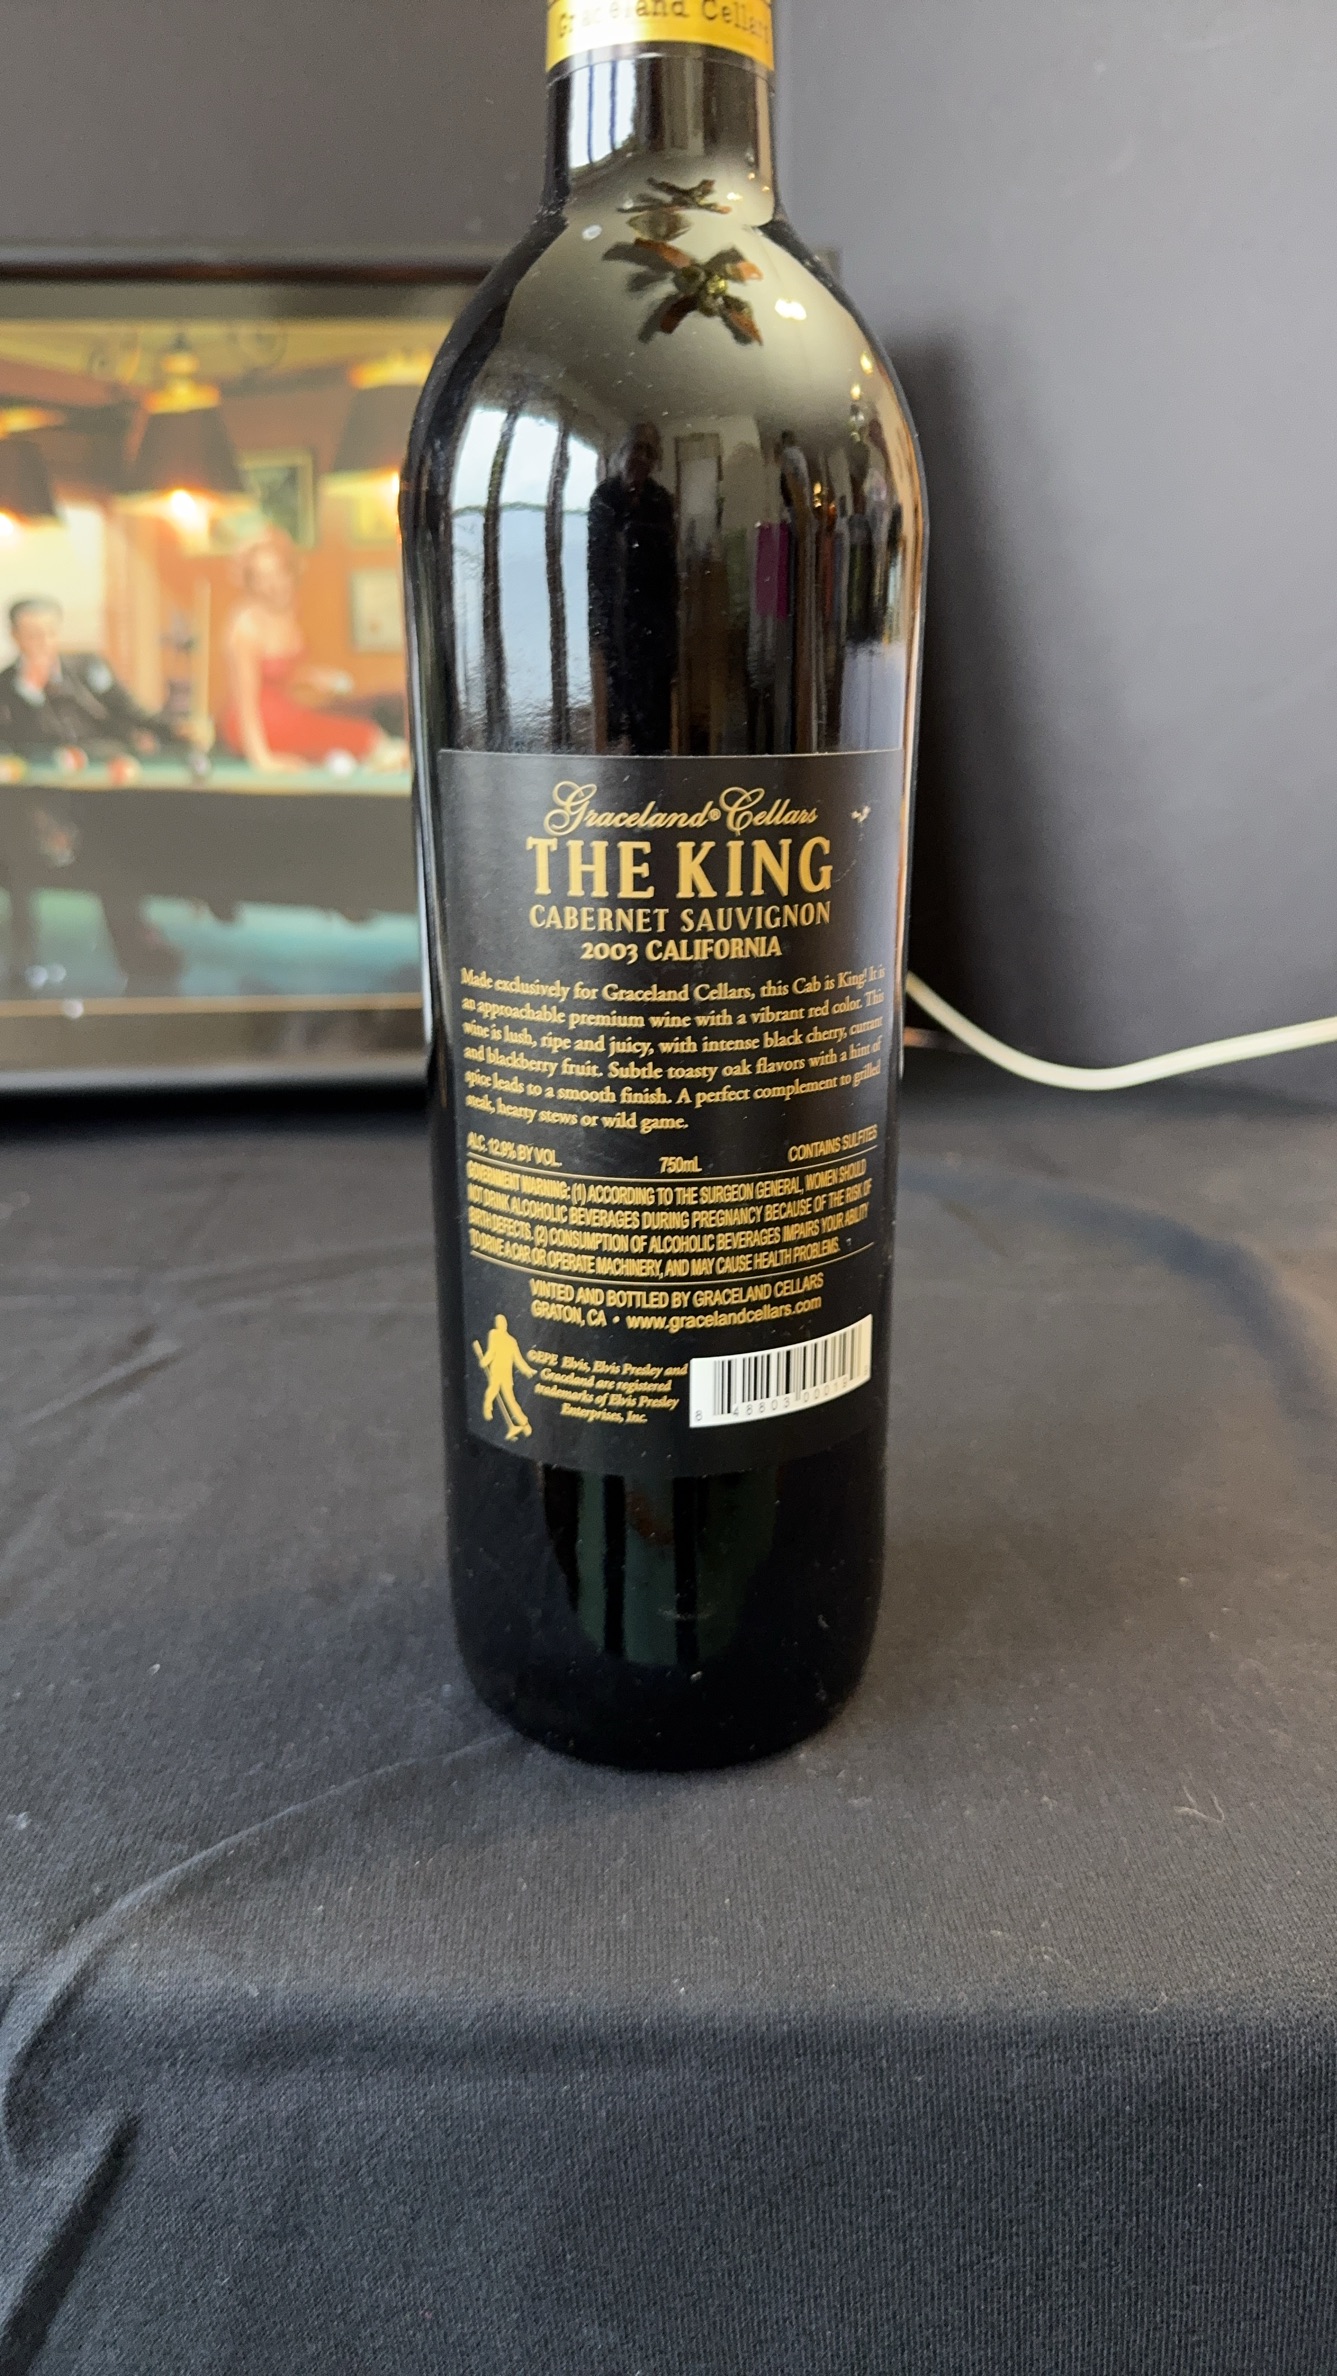 Graceland Cellars
Graceland® Cellars
THE KING
CABERNET SAUVIGNON
2003 CALIFORNIA
Made exclusively for Graceland Cellars, this Cab is King! It is
an approachable premium wine with a vibrant red color. This
wine is lush, ripe and juicy, with intense black cherry, currant
and blackberry fruit. Subtle toasty oak flavors with a hint of
spice leads to a smooth finish. A perfect complement to grilled
steak, hearty stews or wild game.
ALC. 12.9% BY VOL. 750mL CONTAINS SULFITES
GOVERNMENT WARNING: (1) ACCORDING TO THE SURGEON GENERAL, WOMEN SHOULD
NOT DRINK ALCOHOLIC BEVERAGES DURING PREGNANCY BECAUSE OF THE RISK OF
BIRTH DEFECTS. (2) CONSUMPTION OF ALCOHOLIC BEVERAGES IMPAIRS YOUR ABILITY
TO DRIVE A CAR OR OPERATE MACHINERY, AND MAY CAUSE HEALTH PROBLEMS.
VINTED AND BOTTLED BY GRACELAND CELLARS
GRATON, CA • www.gracelandcellars.com
©EPE Elvis, Elvis Presley and
Graceland are registered
trademarks of Elvis Presley
Enterprises, Inc.
8 48803